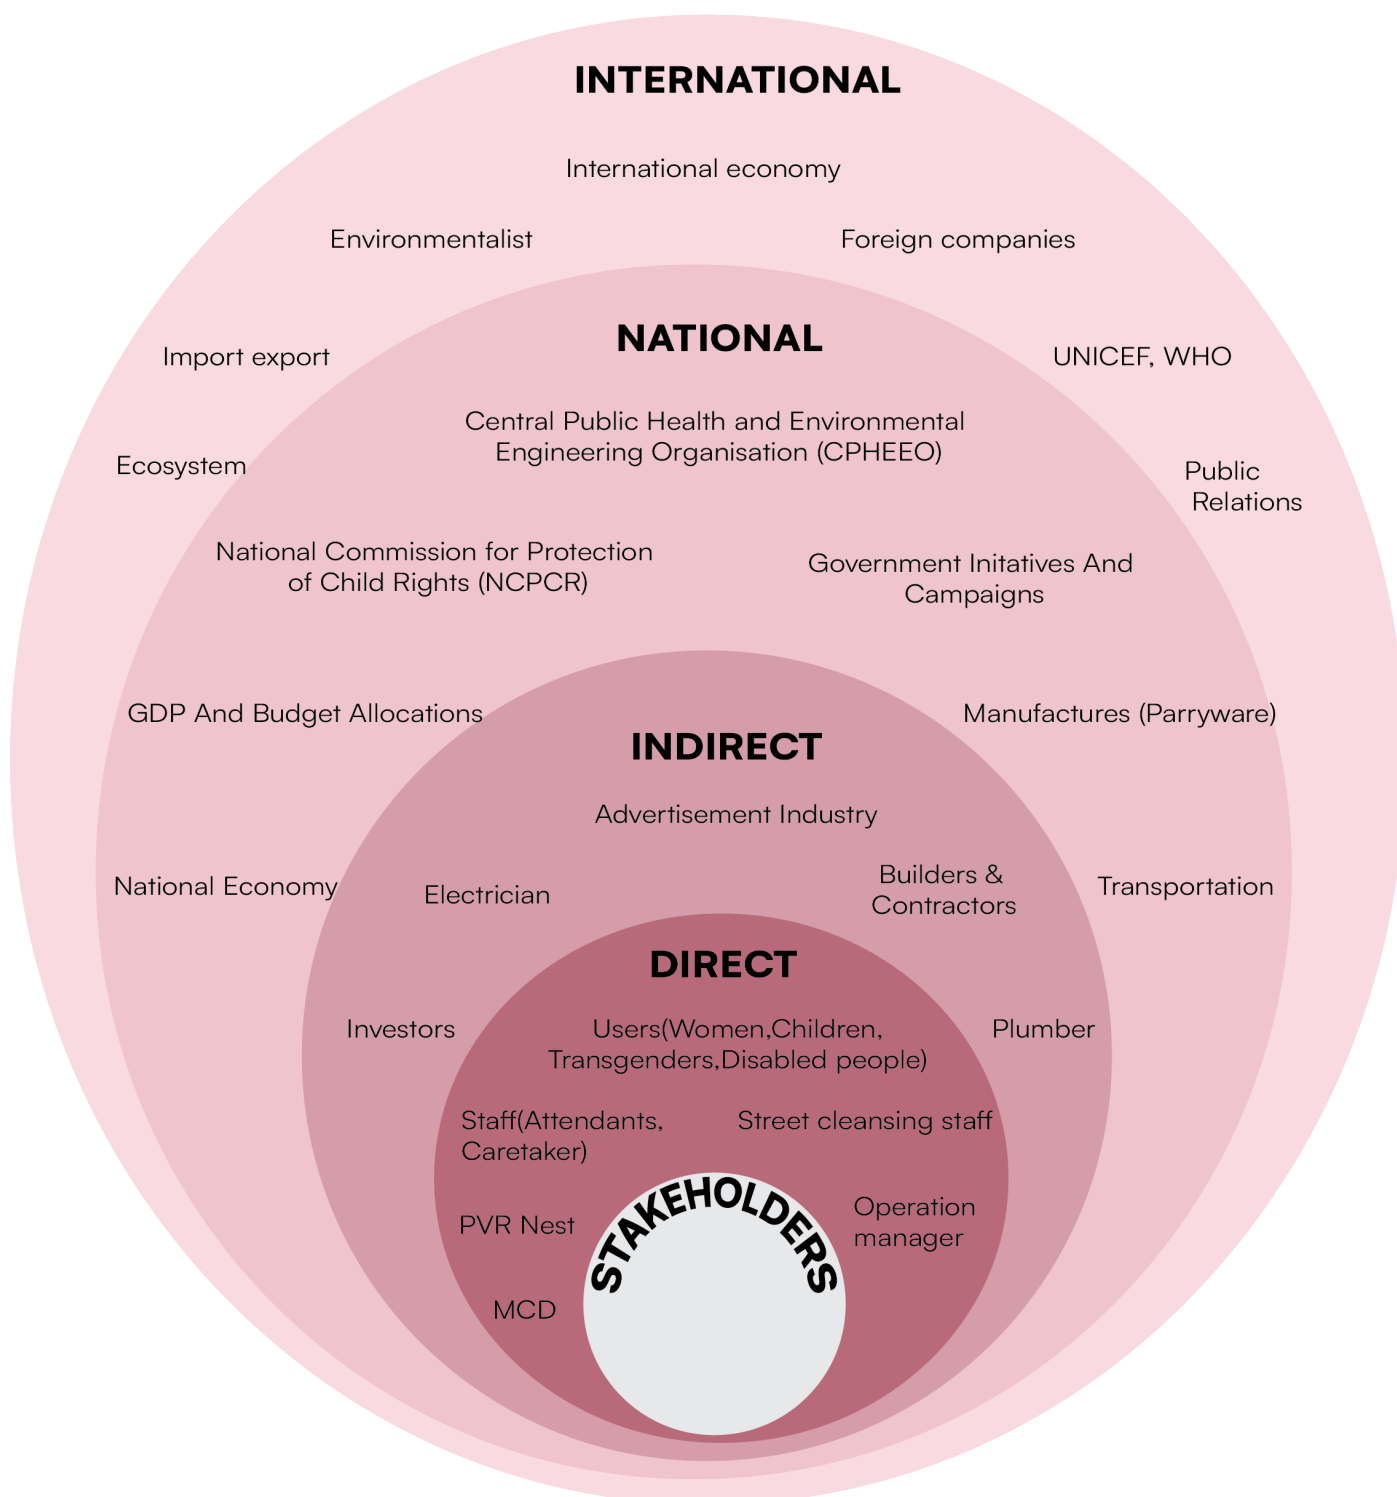 INTERNATIONAL
International economy
Environmentalist
Foreign companies
Import export
UNICEF, WHO
Ecosystem
Public
Relations
NATIONAL
Central Public Health and Environmental
Engineering Organisation (CPHEEO)
National Commission for Protection
of Child Rights (NCPCR)
Government Initatives And
Campaigns
GDP And Budget Allocations
Manufactures (Parryware)
National Economy
Transportation
INDIRECT
Advertisement Industry
Electrician
Builders &
Contractors
Investors
Plumber
DIRECT
Users(Women,Children,
Transgenders,Disabled people)
Staff(Attendants,
Caretaker)
Street cleansing staff
PVR Nest
Operation
manager
MCD
STAKEHOLDERS